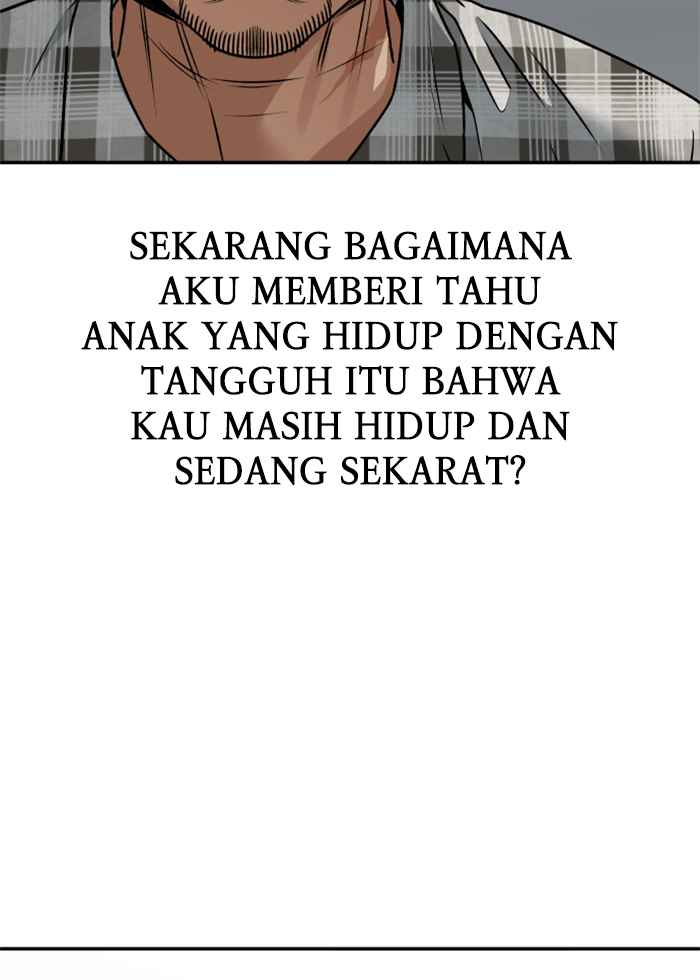 SEKARANG BAGAIMANA
AKU MEMBERI TAHU
ANAK YANG HIDUP DENGAN
TANGGUH ITU BAHWA
KAU MASIH HIDUP DAN
SEDANG SEKARAT?